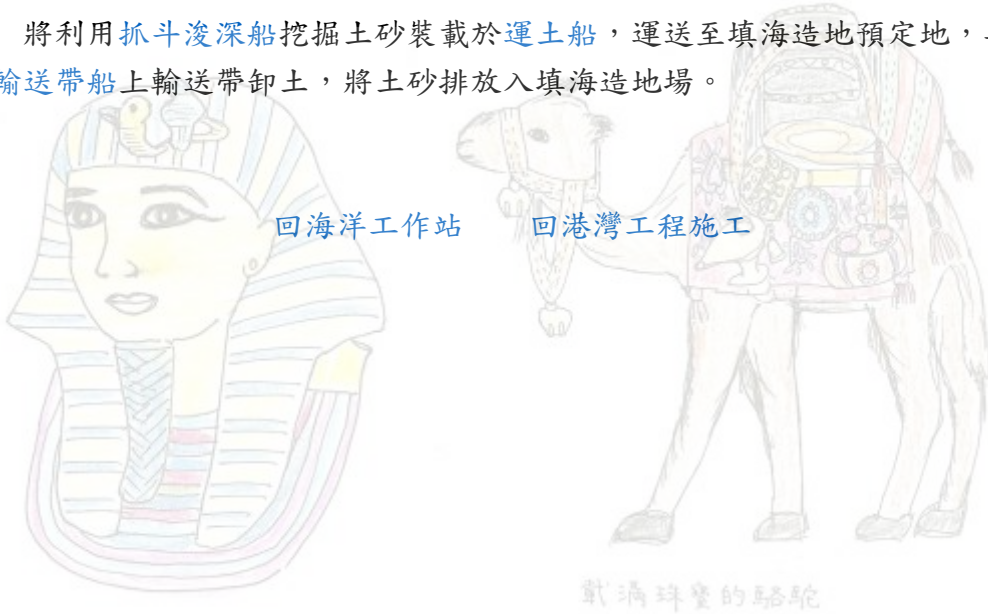 將利用抓斗浚深船挖掘土砂裝載於運土船，運送至填海造地預定地，
輸送帶船上輸送帶卸土，將土砂排放入填海造地場。
回海洋工作站 回港灣工程施工
載滿珠寶的駱駝